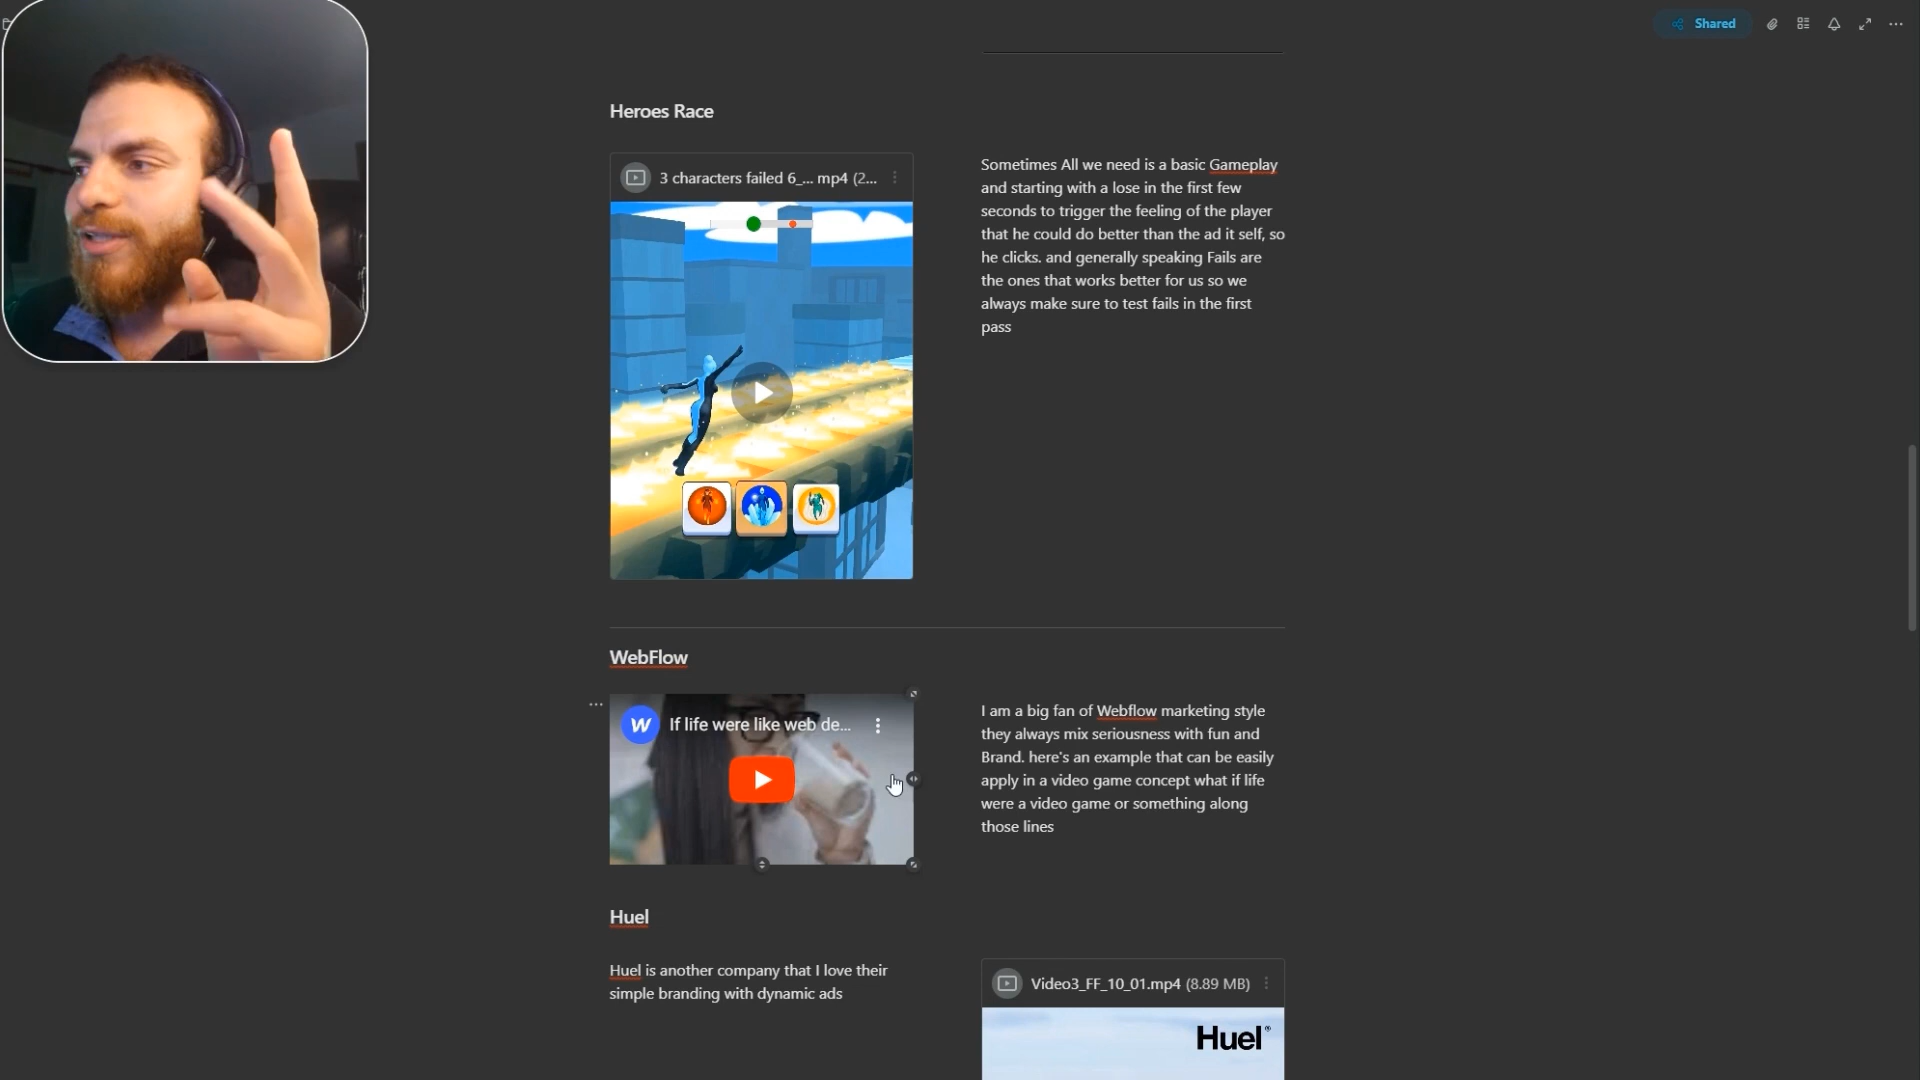 Shared
Heroes Race
3 characters failed 6_... mp4 (2...
Sometimes All we need is a basic Gameplay
and starting with a lose in the first few
seconds to trigger the feeling of the player
that he could do better than the ad it self, so
he clicks. and generally speaking Fails are
the ones that works better for us so we
always make sure to test fails in the first
pass
WebFlow
If life were like web de...
I am a big fan of Webflow marketing style
they always mix seriousness with fun and
Brand. here's an example that can be easily
apply in a video game concept what if life
were a video game or something along
those lines
Huel
Huel is another company that I love their
simple branding with dynamic ads
Video3_FF_10_01.mp4 (8.89 MB)
Huel®